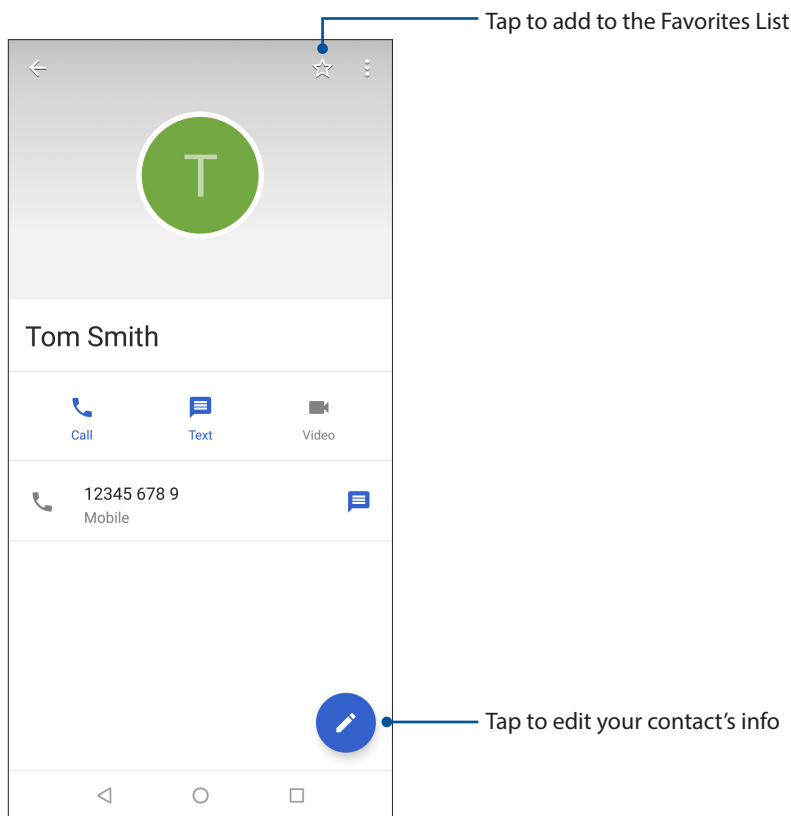 Tap to add to the Favorites List
T
Tom Smith
Call Text Video
12345 678 9
Mobile
Tap to edit your contact’s info